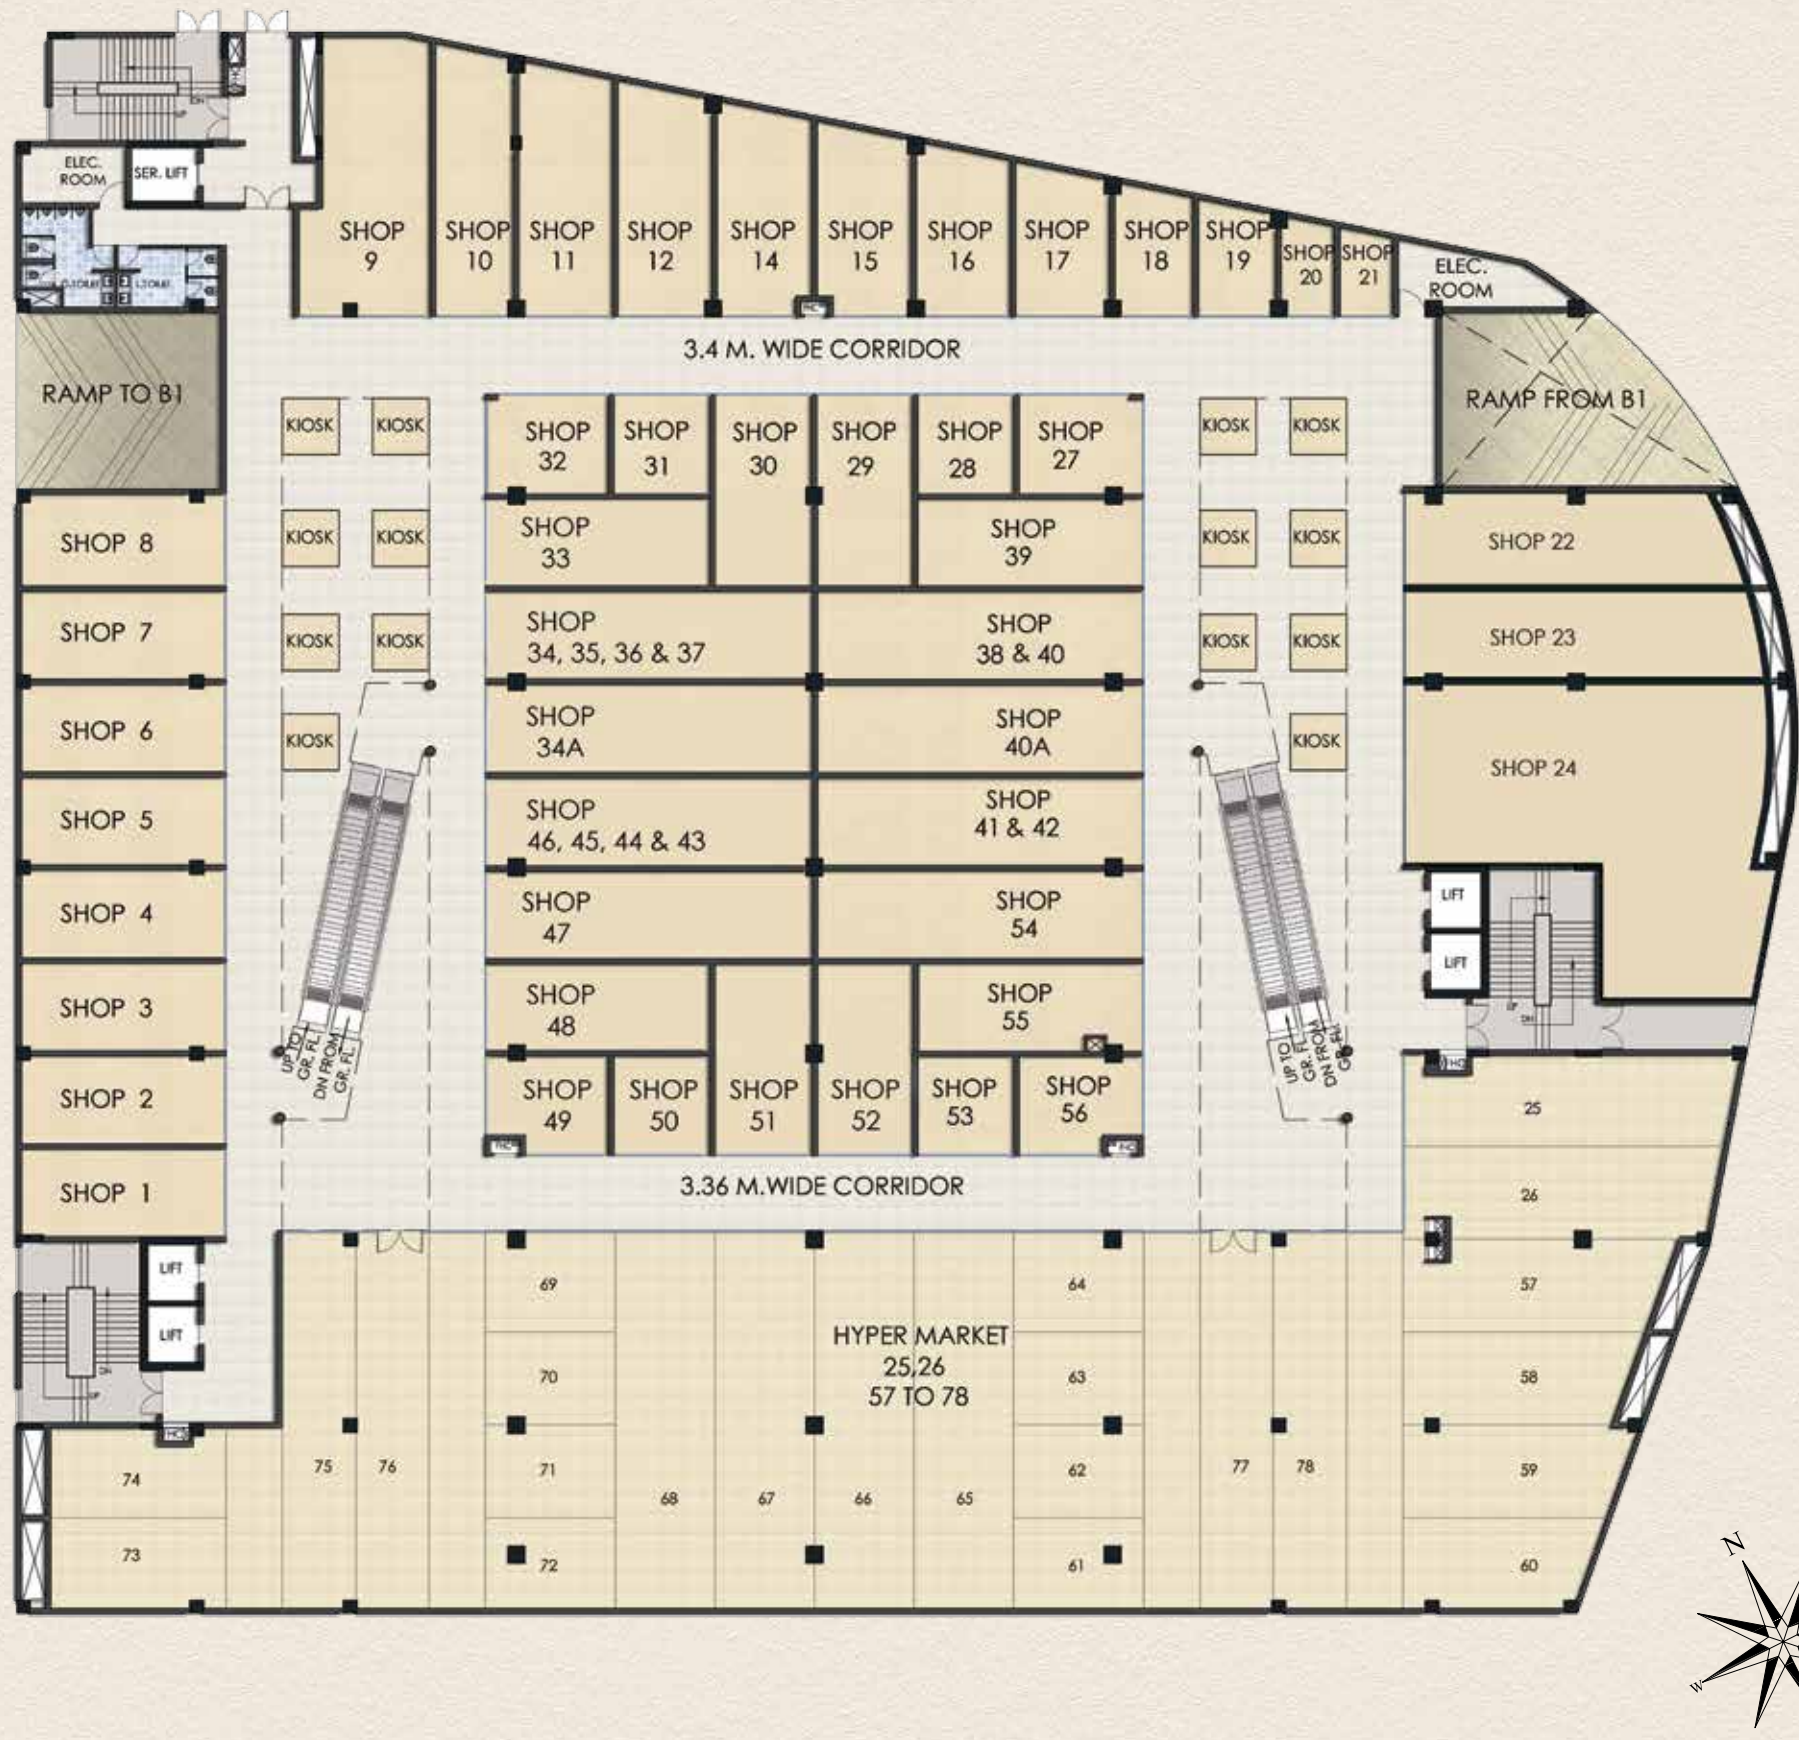 ELEC.
ROOM
SER. LIFT
SHOP
9
SHOP
10
SHOP
11
SHOP
12
SHOP
14
SHOP
15
SHOP
16
SHOP
17
SHOP
18
SHOP
19
SHOP
20
SHOP
21
ELEC.
ROOM
3.4 M. WIDE CORRIDOR
RAMP TO B1
RAMP FROM B1
KIOSK
KIOSK
KIOSK
KIOSK
SHOP
32
SHOP
31
SHOP
30
SHOP
29
SHOP
28
SHOP
27
SHOP 8
KIOSK
KIOSK
SHOP
33
SHOP
39
KIOSK
KIOSK
SHOP 22
SHOP 7
KIOSK
KIOSK
SHOP
34, 35, 36 & 37
SHOP
38 & 40
KIOSK
KIOSK
SHOP 23
SHOP 6
KIOSK
SHOP
34A
SHOP
40A
KIOSK
SHOP 24
SHOP 5
SHOP
46, 45, 44 & 43
SHOP
41 & 42
SHOP 4
SHOP
47
SHOP
54
LIFT
LIFT
SHOP 3
SHOP
48
SHOP
55
UP TO
GR. FL.
DN FROM
GR. FL.
UP TO
GR. FL.
DN FROM
GR. FL.
SHOP 2
SHOP
49
SHOP
50
SHOP
51
SHOP
52
SHOP
53
SHOP
56
25
SHOP 1
3.36 M.WIDE CORRIDOR
26
LIFT
LIFT
69
64
57
HYPER MARKET
25,26
57 TO 78
70
63
58
74
75
76
71
68
67
66
65
62
77
78
59
73
72
61
60
N
W